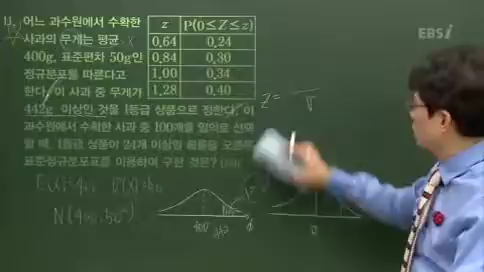 11. 어느 과수원에서 수확한
사과의 무게는 평균
400g, 표준편차 50g인
정규분포를 따른다고
한다. 이 사과 중 무게가
442g 이상인 것을 1등급 상품으로 정한다. 이
과수원에서 수확한 사과 중 100개를 임의로 선택
할 때, 1등급 상품이 24개 이상일 확률을 오른쪽
표준정규분포표를 이용하여 구한 것은?
z P(0≤Z≤z)
0.64 0.24
0.84 0.30
1.00 0.34
1.28 0.40
EBSi
Z =
N(400, 50²)
400
0